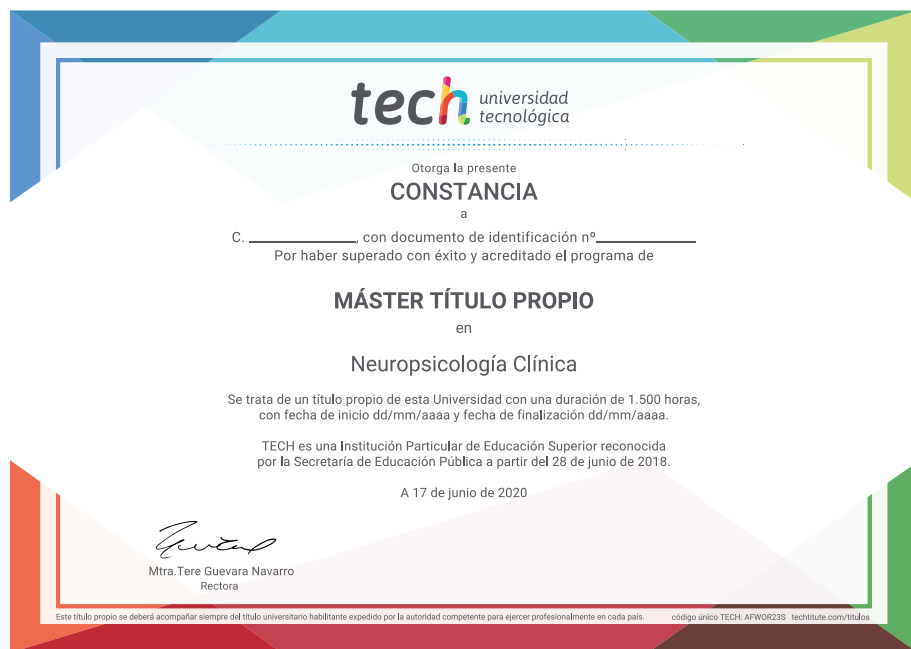 tech universidad
tecnológica
Otorga la presente
CONSTANCIA
a
C. ____________, con documento de identificación nº____________
Por haber superado con éxito y acreditado el programa de
MÁSTER TÍTULO PROPIO
en
Neuropsicología Clínica
Se trata de un título propio de esta Universidad con una duración de 1.500 horas,
con fecha de inicio dd/mm/aaaa y fecha de finalización dd/mm/aaaa.
TECH es una Institución Particular de Educación Superior reconocida
por la Secretaría de Educación Pública a partir del 28 de junio de 2018.
A 17 de junio de 2020
Mtra.Tere Guevara Navarro
Rectora
Este título propio se deberá acompañar siempre del título universitario habilitante expedido por la autoridad competente para ejercer profesionalmente en cada país. código único TECH: AFWOR23S techtitute.com/titulos